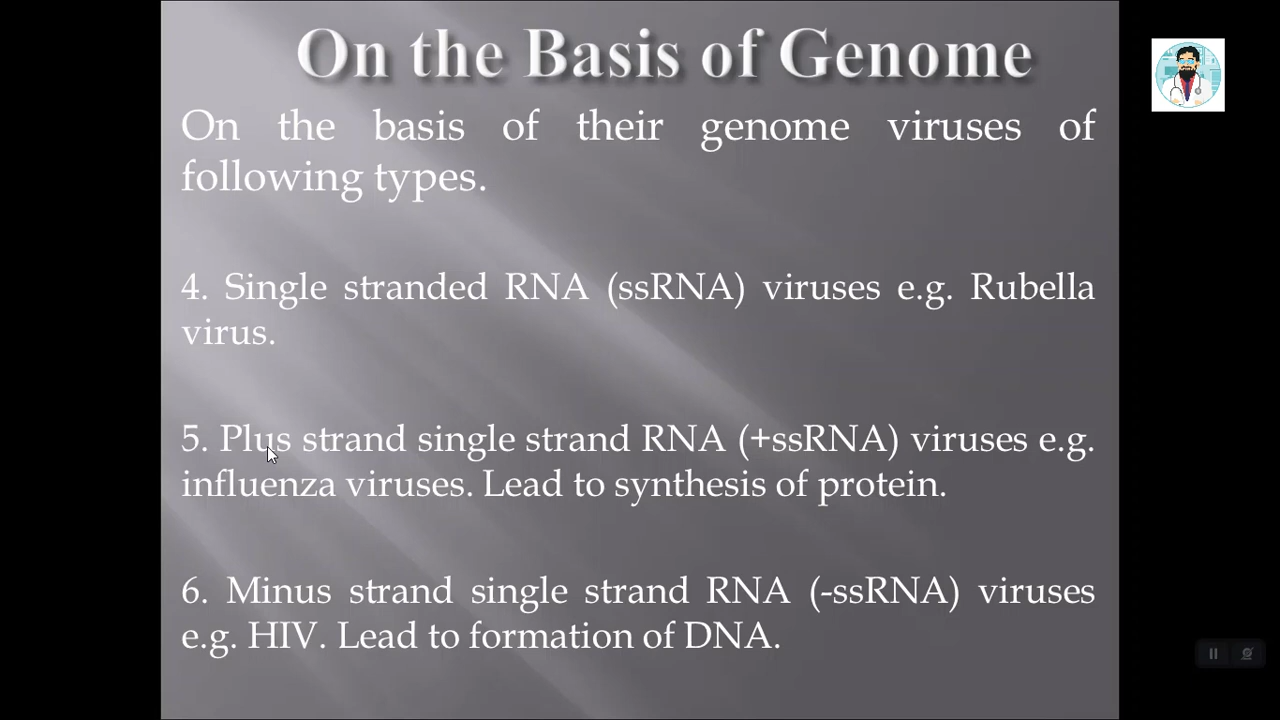 On the Basis of Genome
On the basis of their genome viruses of
following types.
4. Single stranded RNA (ssRNA) viruses e.g. Rubella
virus.
5. Plus strand single strand RNA (+ssRNA) viruses e.g.
influenza viruses. Lead to synthesis of protein.
6. Minus strand single strand RNA (-ssRNA) viruses
e.g. HIV. Lead to formation of DNA.